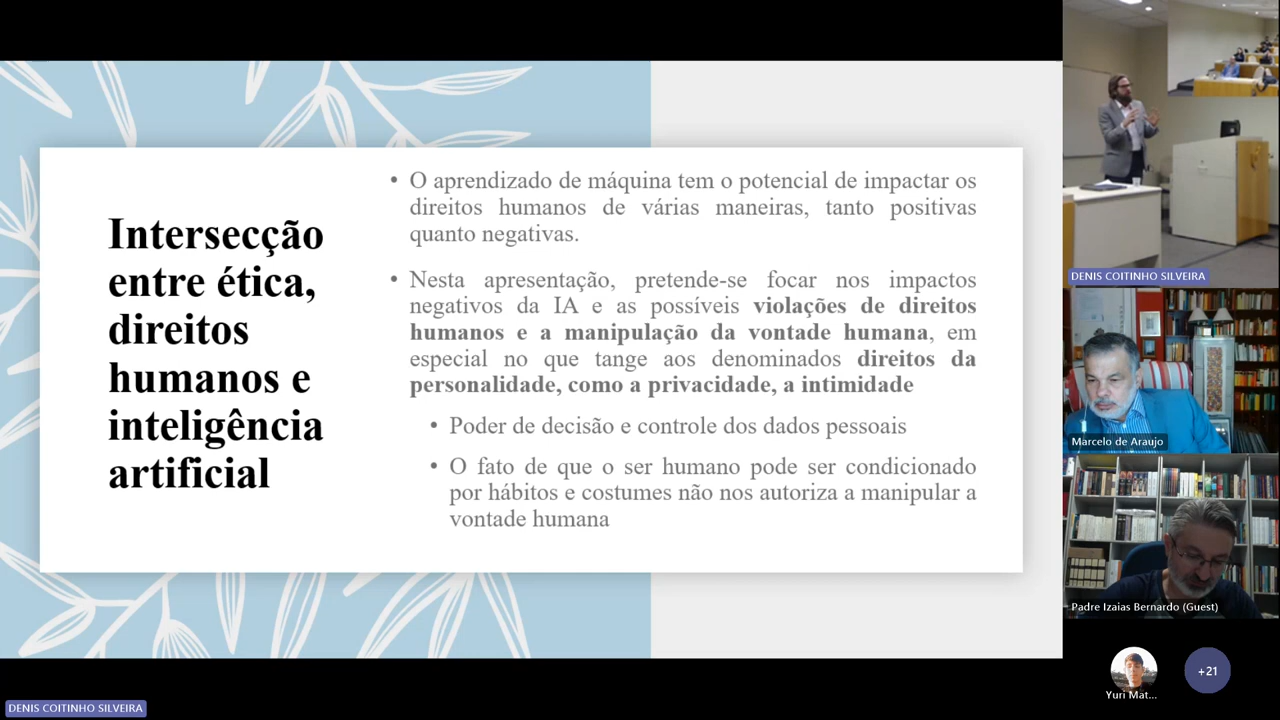 Intersecção
entre ética,
direitos
humanos e
inteligência
artificial
• O aprendizado de máquina tem o potencial de impactar os
direitos humanos de várias maneiras, tanto positivas
quanto negativas.
• Nesta apresentação, pretende-se focar nos impactos
negativos da IA e as possíveis violações de direitos
humanos e a manipulação da vontade humana, em
especial no que tange aos denominados direitos da
personalidade, como a privacidade, a intimidade
• Poder de decisão e controle dos dados pessoais
• O fato de que o ser humano pode ser condicionado
por hábitos e costumes não nos autoriza a manipular a
vontade humana
DENIS COITINHO SILVEIRA
Marcelo de Araujo
Padre Izaias Bernardo (Guest)
Yuri Mat...
+21
DENIS COITINHO SILVEIRA